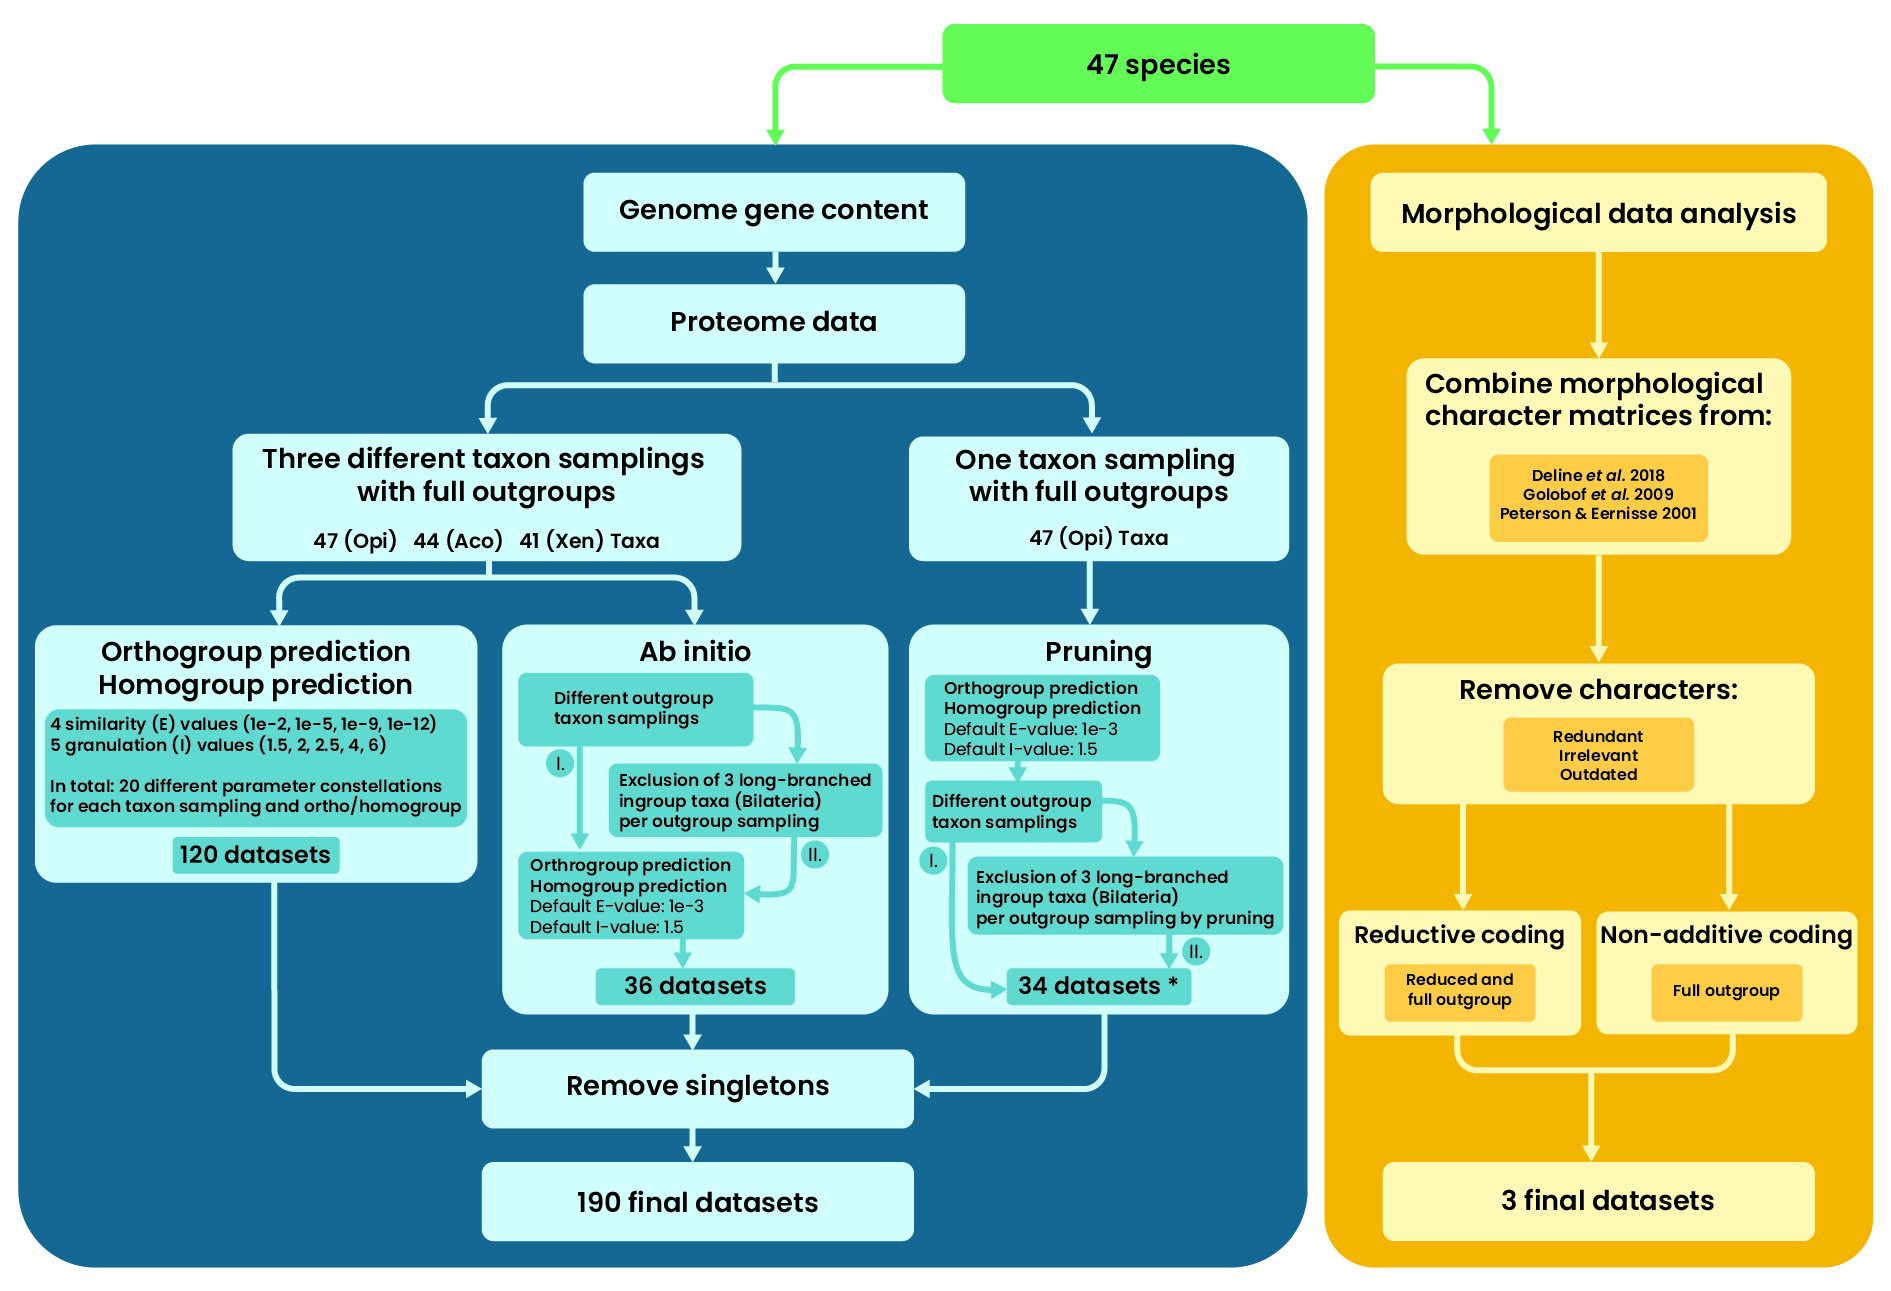 47 species
Genome gene content
Proteome data
Three different taxon samplings
with full outgroups
47 (Opi) 44 (Aco) 41 (Xen) Taxa
One taxon sampling
with full outgroups
47 (Opi) Taxa
Orthogroup prediction
Homogroup prediction
4 similarity (E) values (1e-2, 1e-5, 1e-9, 1e-12)
5 granulation (I) values (1.5, 2, 2.5, 4, 6)
In total: 20 different parameter constellations
for each taxon sampling and ortho/homogroup
120 datasets
Ab initio
Different outgroup
taxon samplings
I.
Exclusion of 3 long-branched
ingroup taxa (Bilateria)
per outgroup sampling
II.
Orthrogroup prediction
Homogroup prediction
Default E-value: 1e-3
Default I-value: 1.5
36 datasets
Pruning
Orthogroup prediction
Homogroup prediction
Default E-value: 1e-3
Default I-value: 1.5
Different outgroup
taxon samplings
I.
Exclusion of 3 long-branched
ingroup taxa (Bilateria)
per outgroup sampling by pruning
II.
34 datasets *
Remove singletons
190 final datasets
Morphological data analysis
Combine morphological
character matrices from:
Deline et al. 2018
Golobof et al. 2009
Peterson & Eernisse 2001
Remove characters:
Redundant
Irrelevant
Outdated
Reductive coding
Reduced and
full outgroup
Non-additive coding
Full outgroup
3 final datasets